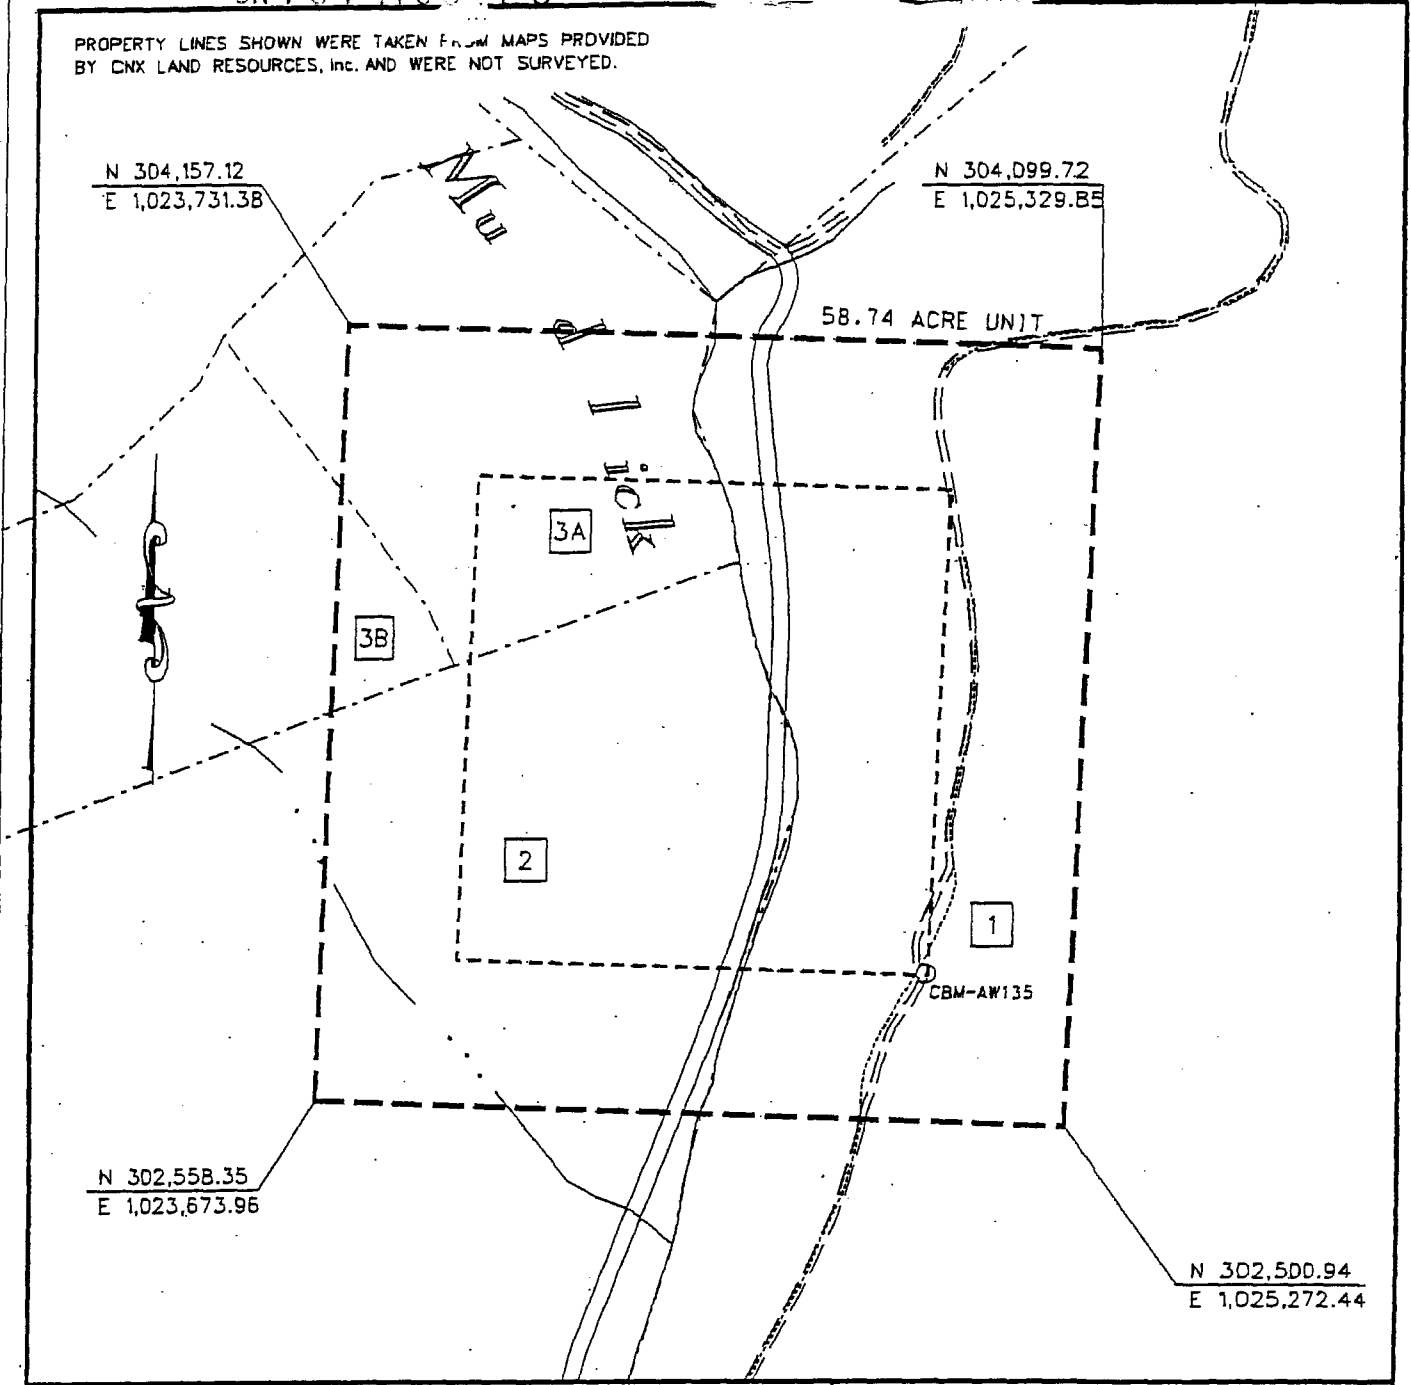 PROPERTY LINES SHOWN WERE TAKEN FROM MAPS PROVIDED
BY CNX LAND RESOURCES, Inc. AND WERE NOT SURVEYED.
N 304,157.12
E 1,023,731.38
N 304,099.72
E 1,025,329.85
Mud lick
58.74 ACRE UNIT
3A
3B
2
1
CBM-AW135
N 302,558.35
E 1,023,673.96
N 302,500.94
E 1,025,272.44